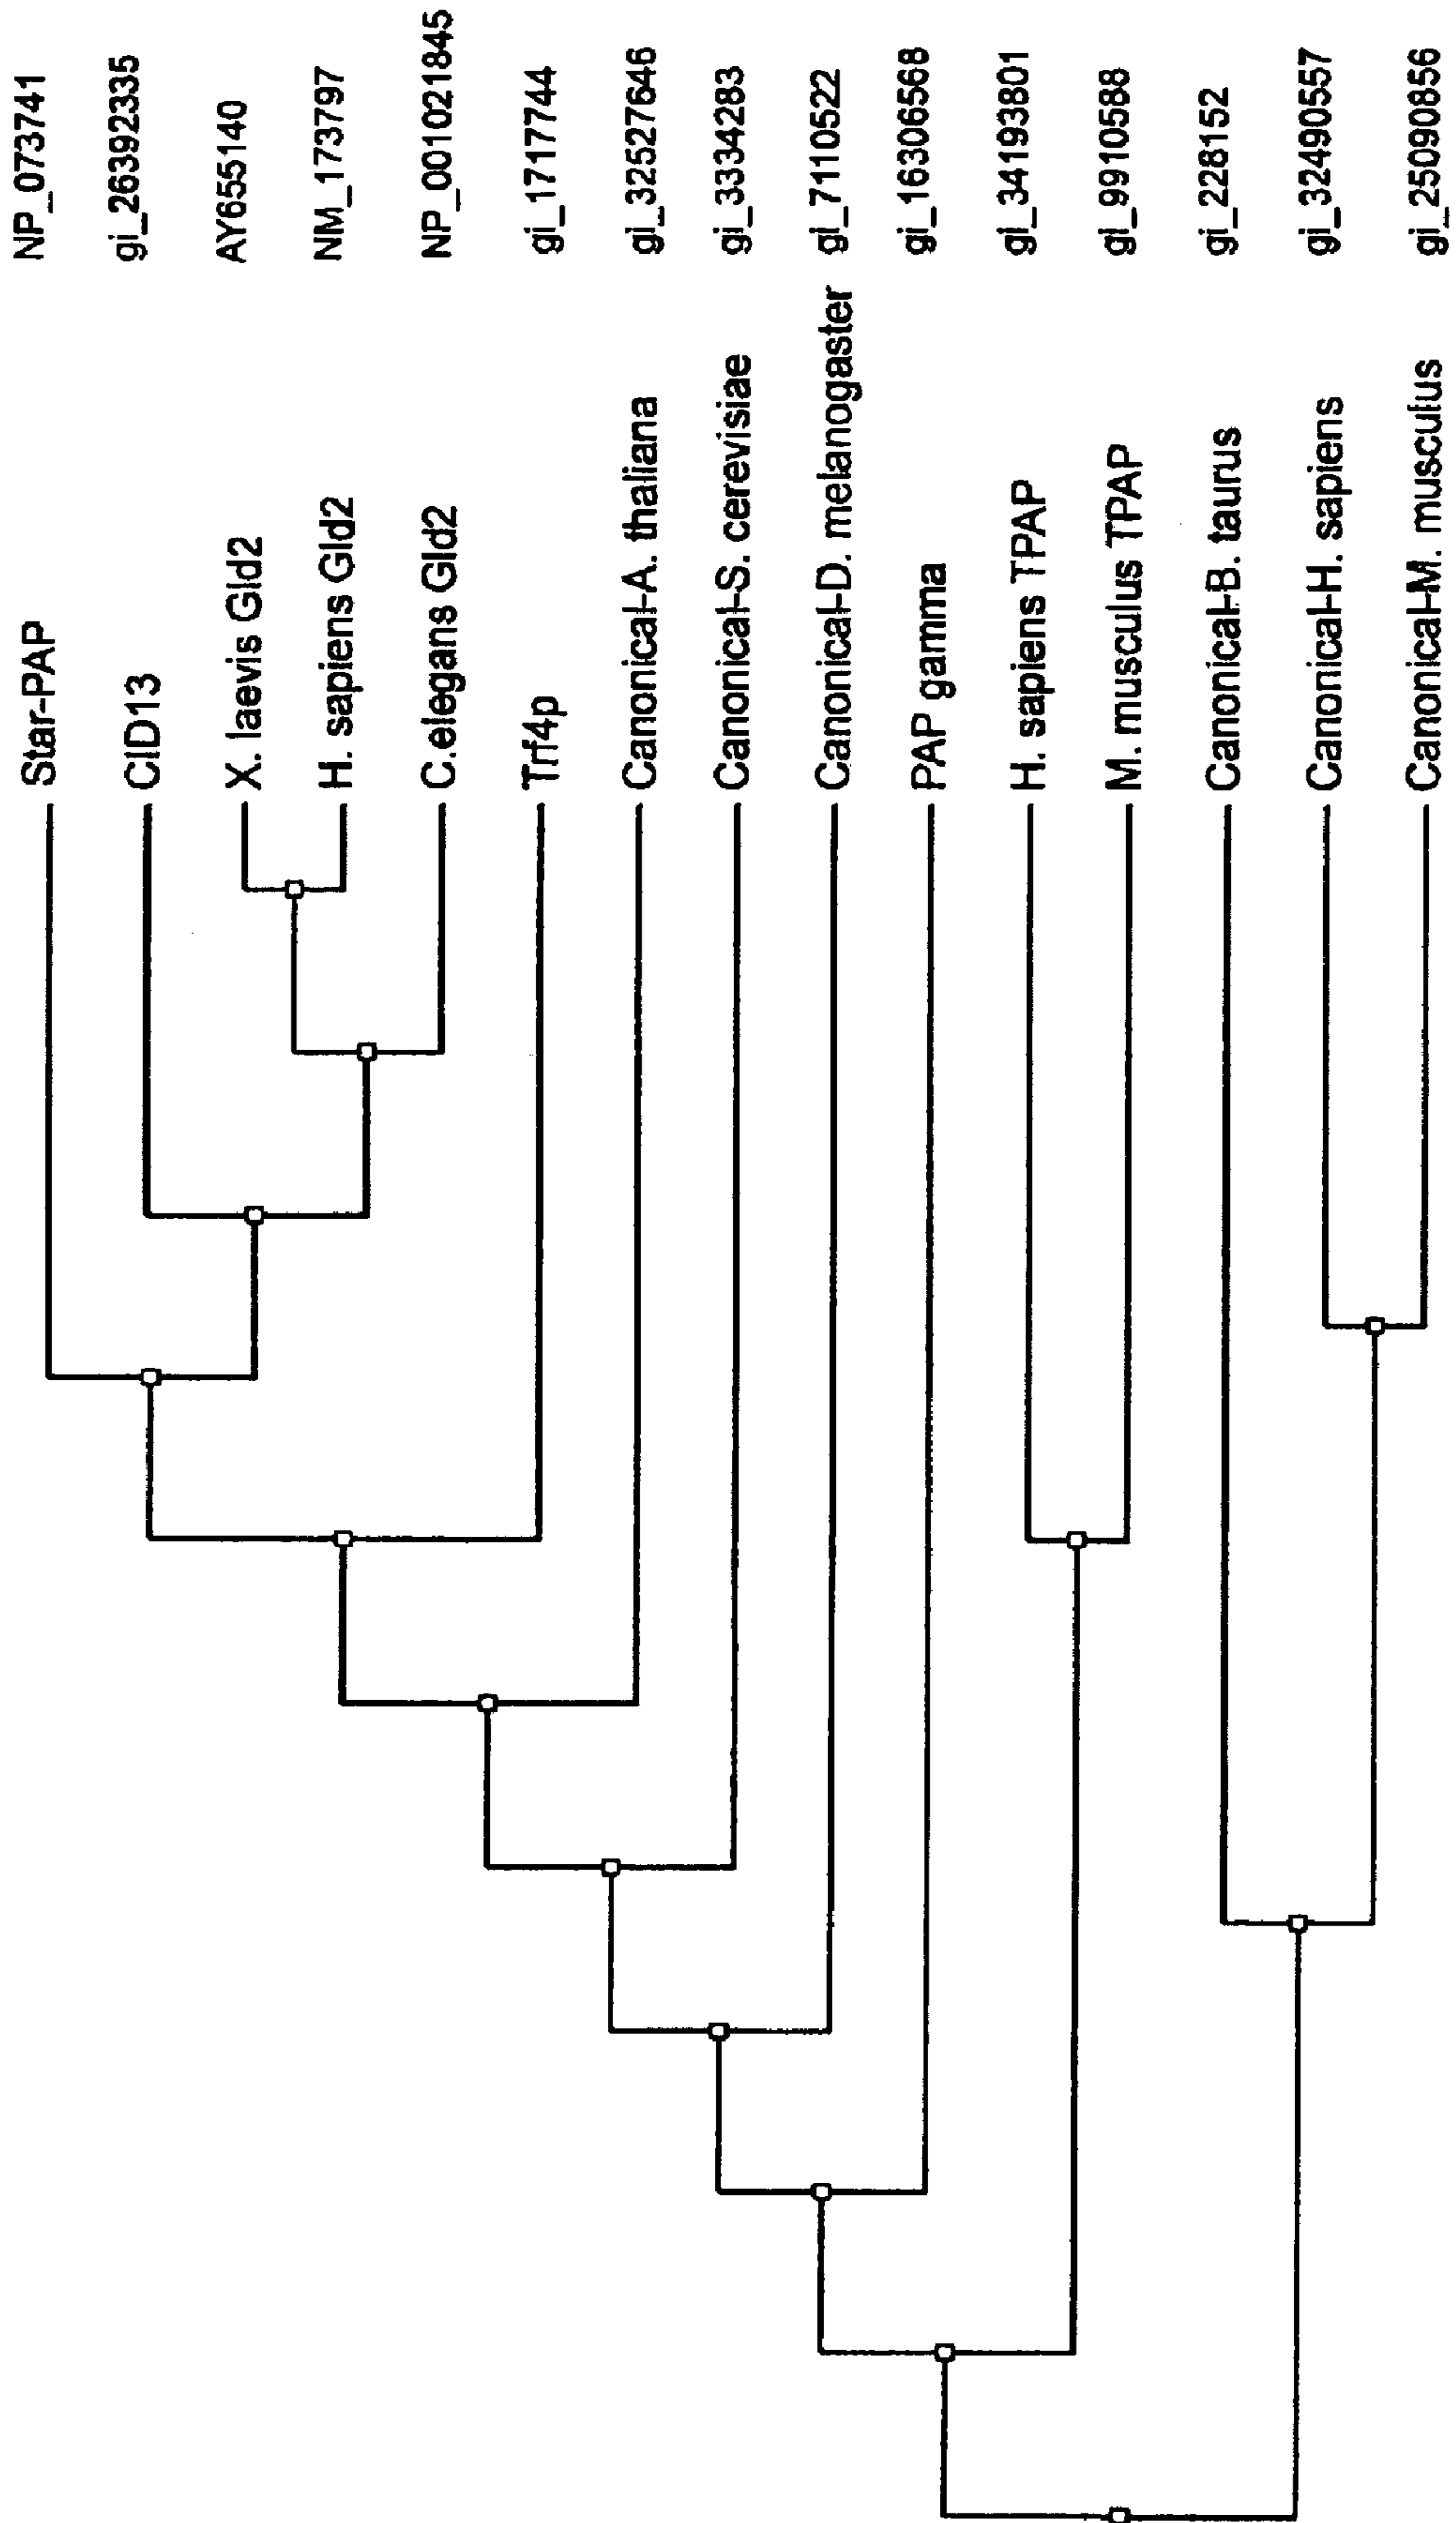 Star-PAP NP_073741
CID13 gi_26392335
X. laevis Gld2 AY655140
H. sapiens Gld2 NM_173797
C.elegans Gld2 NP_001021845
Trf4p gi_1717744
Canonical-A. thaliana gi_32527646
Canonical-S. cerevisiae gi_3334283
Canonical-D. melanogaster gi_7110522
PAP gamma gi_16306568
H. sapiens TPAP gi_34193801
M. musculus TPAP gi_9910588
Canonical-B. taurus gi_228152
Canonical-H. sapiens gi_32490557
Canonical-M. musculus gi_25090856